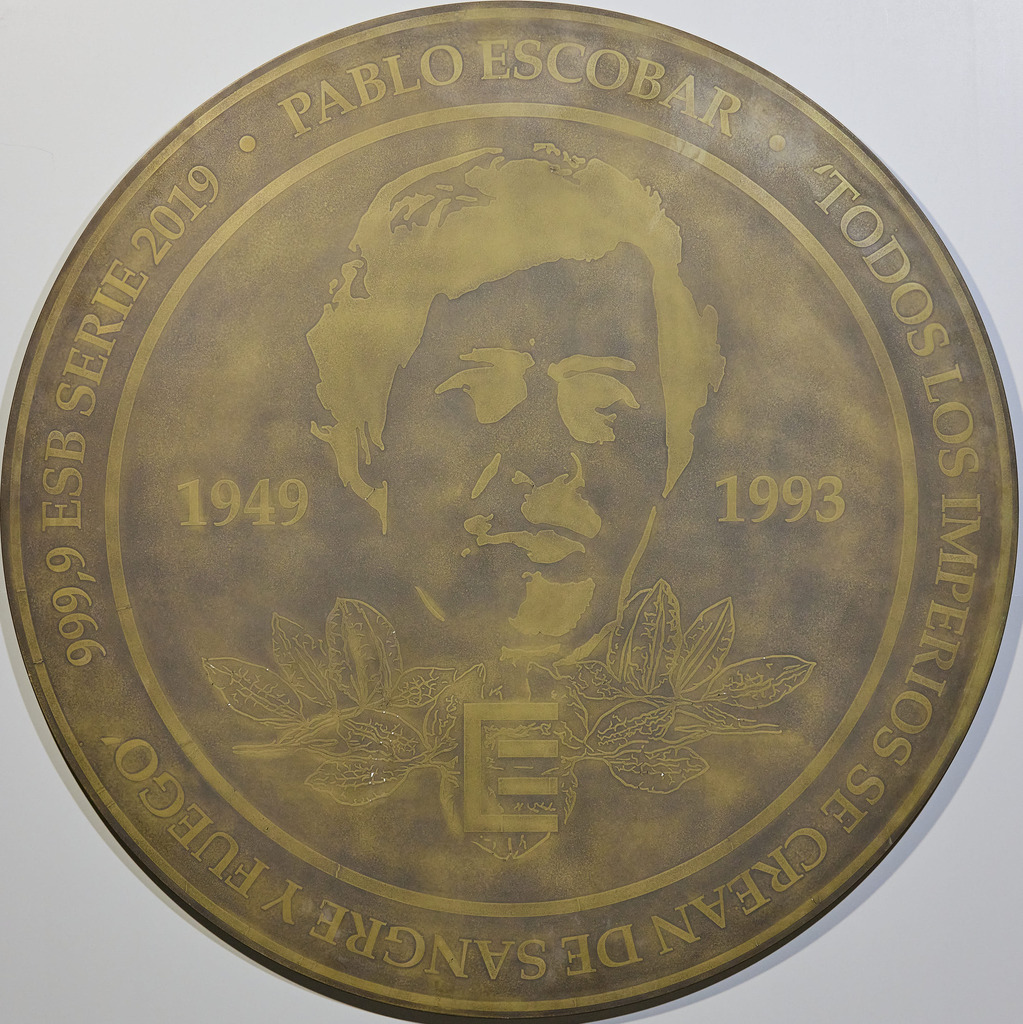 PABLO ESCOBAR
'TODOS LOS IMPERIOS SE CREAN DE SANGRE Y FUEGO'
999,9 ESB SERIE 2019
1949
1993
E